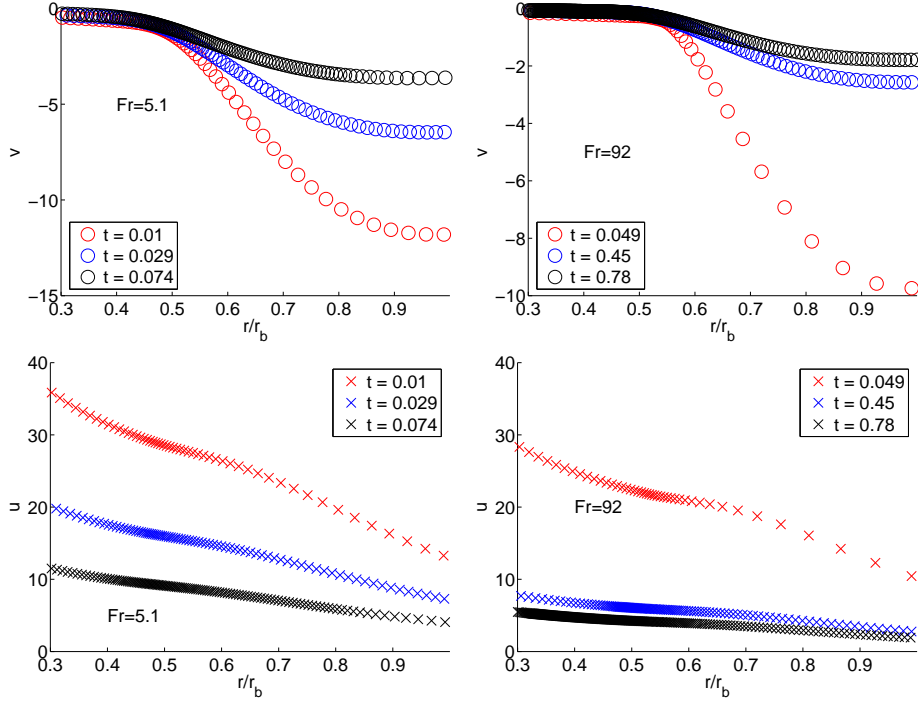 0
−5
−10
−15
v
Fr=5.1
t = 0.01
t = 0.029
t = 0.074
0.3 0.4 0.5 0.6 0.7 0.8 0.9
r/r_b
0
−2
−4
−6
−8
−10
v
Fr=92
t = 0.049
t = 0.45
t = 0.78
0.3 0.4 0.5 0.6 0.7 0.8 0.9
r/r_b
40
30
20
10
0
u
t = 0.01
t = 0.029
t = 0.074
Fr=5.1
0.3 0.4 0.5 0.6 0.7 0.8 0.9
r/r_b
40
30
20
10
0
u
t = 0.049
t = 0.45
t = 0.78
Fr=92
0.3 0.4 0.5 0.6 0.7 0.8 0.9
r/r_b